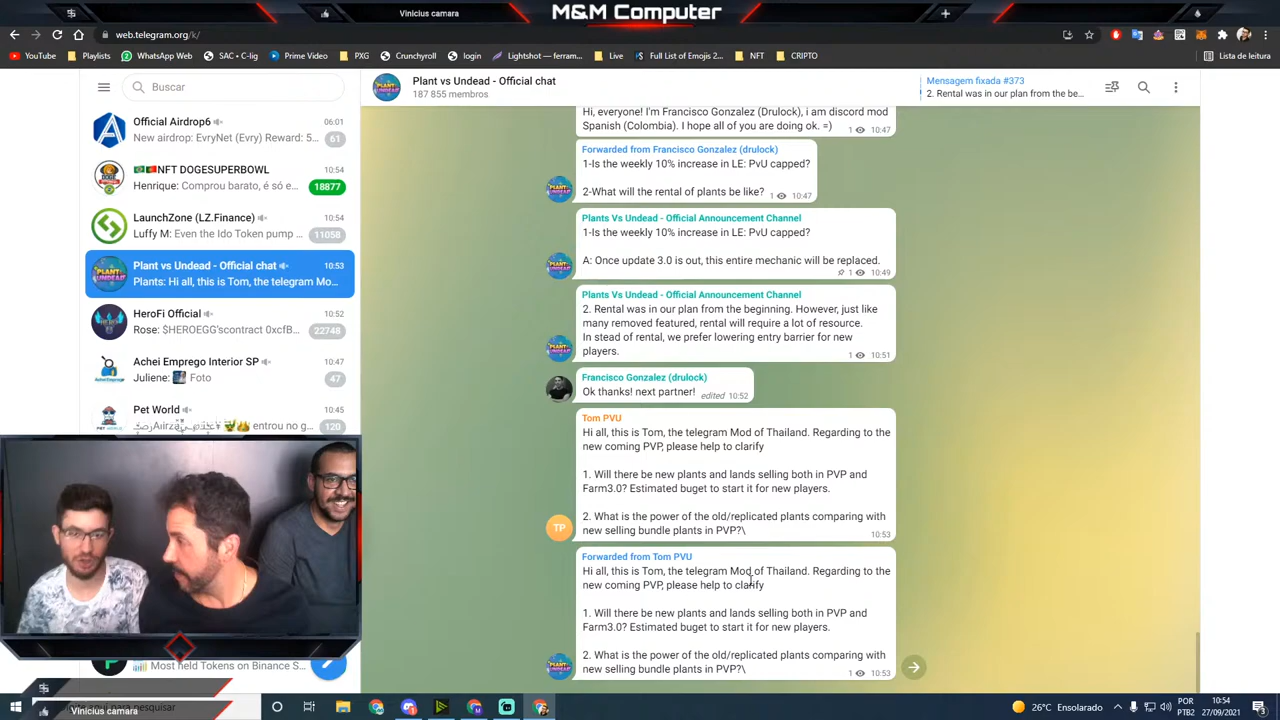 Vinicius camara
M&M Computer
web.telegram.org/k/
YouTube
Playlists
WhatsApp Web
SAC • C-lig
Prime Video
PXG
Crunchyroll
login
Lightshot — ferram...
Live
Full List of Emojis...
NFT
CRIPTO
Lista de leitura
Buscar
Plant vs Undead - Official chat
187 855 membros
Mensagem fixada #373
2. Rental was in our plan from the be...
Official Airdrop6
06:01
New airdrop: EvryNet (Evry) Reward: 5...
61
NFT DOGESUPERBOWL
10:54
Henrique: Comprou barato, é só e...
18877
LaunchZone (LZ.Finance)
10:54
Luffy M: Even the Ido Token pump ...
11058
Plant vs Undead - Official chat
10:53
Plants: Hi all, this is Tom, the telegram Mo...
HeroFi Official
10:52
Rose: $HEROEGG'scontract 0xcfB...
22748
Achei Emprego Interior SP
10:47
Juliene: Foto
47
Pet World
10:45
entrou no g...
120
Most held Tokens on Binance S...
Hi, everyone! I'm Francisco Gonzalez (Drulock), i am discord mod
Spanish (Colombia). I hope all of you are doing ok. =)
1 10:47
Forwarded from Francisco Gonzalez (drulock)
1-Is the weekly 10% increase in LE: PvU capped?
2-What will the rental of plants be like?
1 10:47
Plants Vs Undead - Official Announcement Channel
1-Is the weekly 10% increase in LE: PvU capped?
A: Once update 3.0 is out, this entire mechanic will be replaced.
1 10:49
Plants Vs Undead - Official Announcement Channel
2. Rental was in our plan from the beginning. However, just like
many removed featured, rental will require a lot of resource.
In stead of rental, we prefer lowering entry barrier for new
players.
1 10:51
Francisco Gonzalez (drulock)
Ok thanks! next partner!
edited 10:52
Tom PVU
Hi all, this is Tom, the telegram Mod of Thailand. Regarding to the
new coming PVP, please help to clarify
1. Will there be new plants and lands selling both in PVP and
Farm3.0? Estimated buget to start it for new players.
2. What is the power of the old/replicated plants comparing with
new selling bundle plants in PVP?\
10:53
TP
Forwarded from Tom PVU
Hi all, this is Tom, the telegram Mod of Thailand. Regarding to the
new coming PVP, please help to clarify
1. Will there be new plants and lands selling both in PVP and
Farm3.0? Estimated buget to start it for new players.
2. What is the power of the old/replicated plants comparing with
new selling bundle plants in PVP?\
1 10:53
Vinicius camara
aqui para pesquisar
26°C Ensolarado
POR
PTB2
10:54
27/09/2021